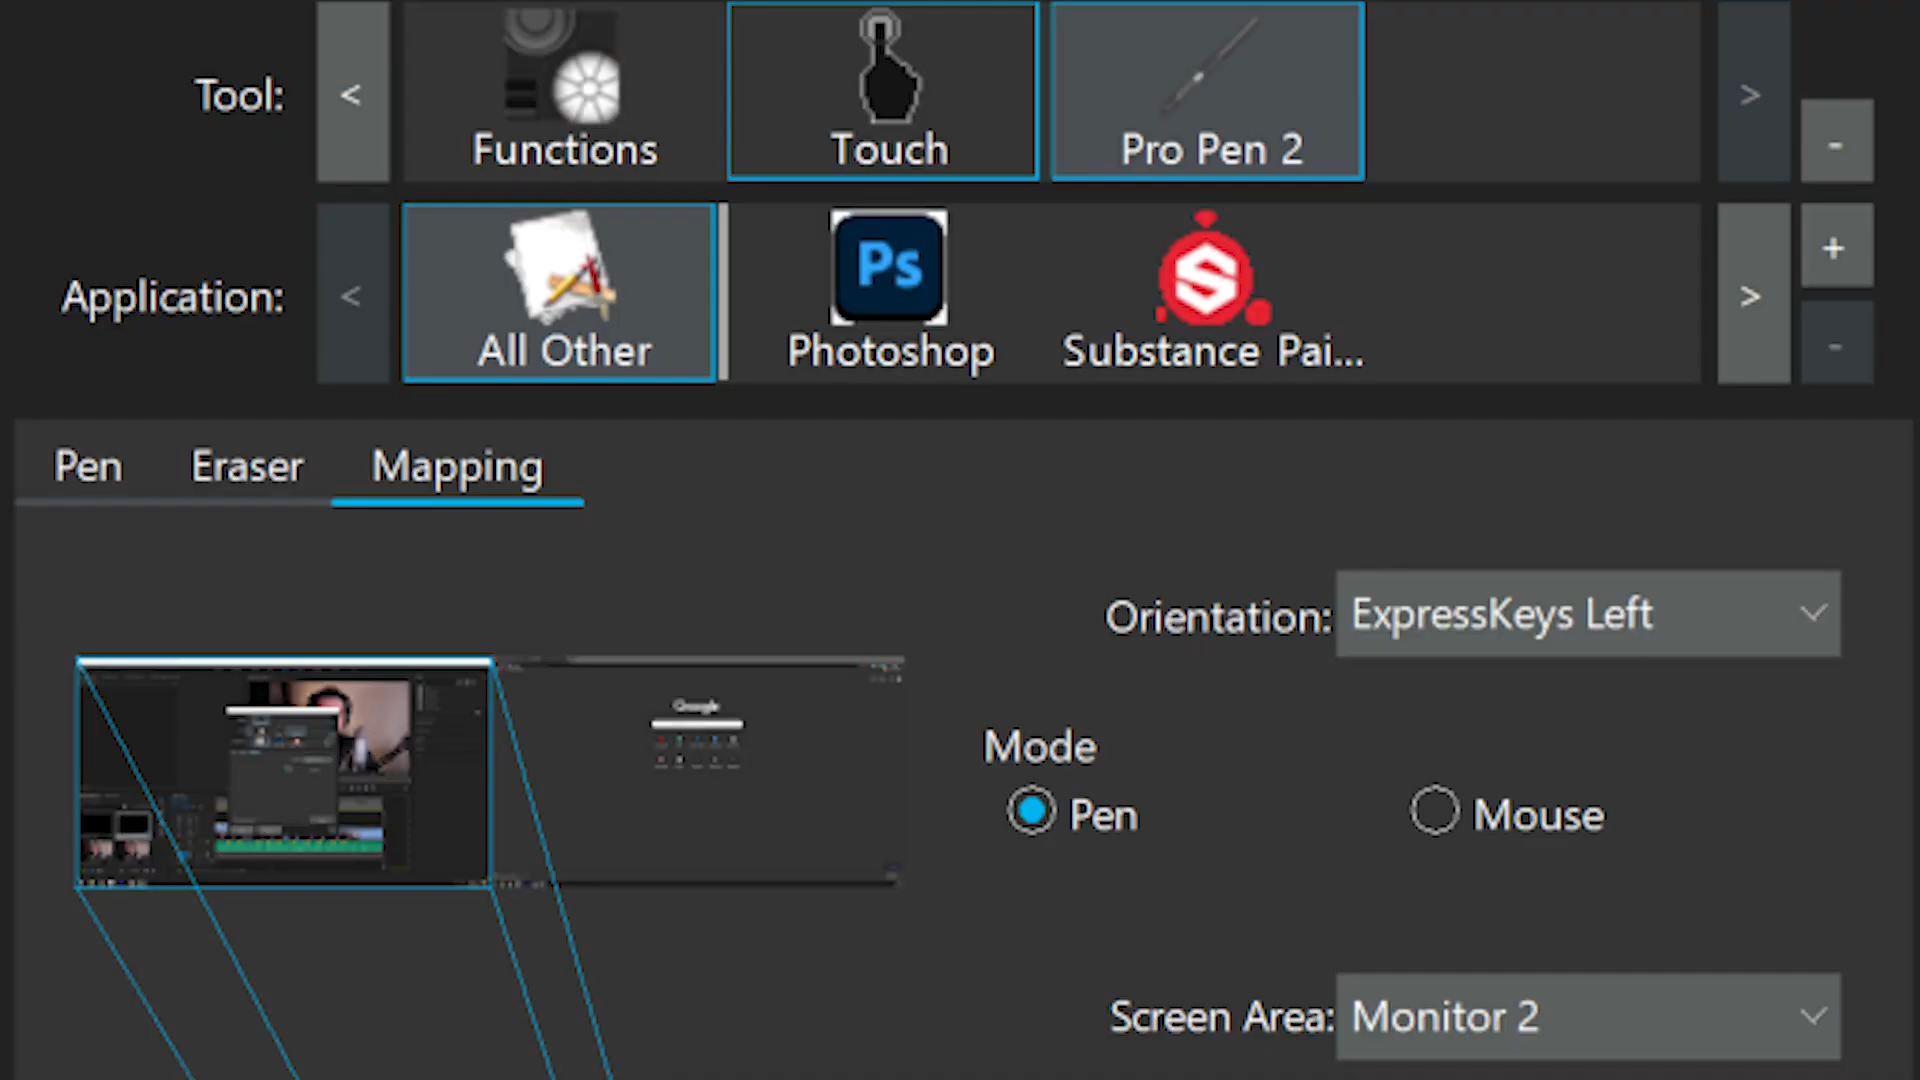 Tool:
<
Functions
Touch
Pro Pen 2
>
-
Application:
<
All Other
Ps
Photoshop
Substance Pai...
>
+
-
Pen
Eraser
Mapping
Orientation:
ExpressKeys Left
Google
Mode
Pen
Mouse
Screen Area:
Monitor 2